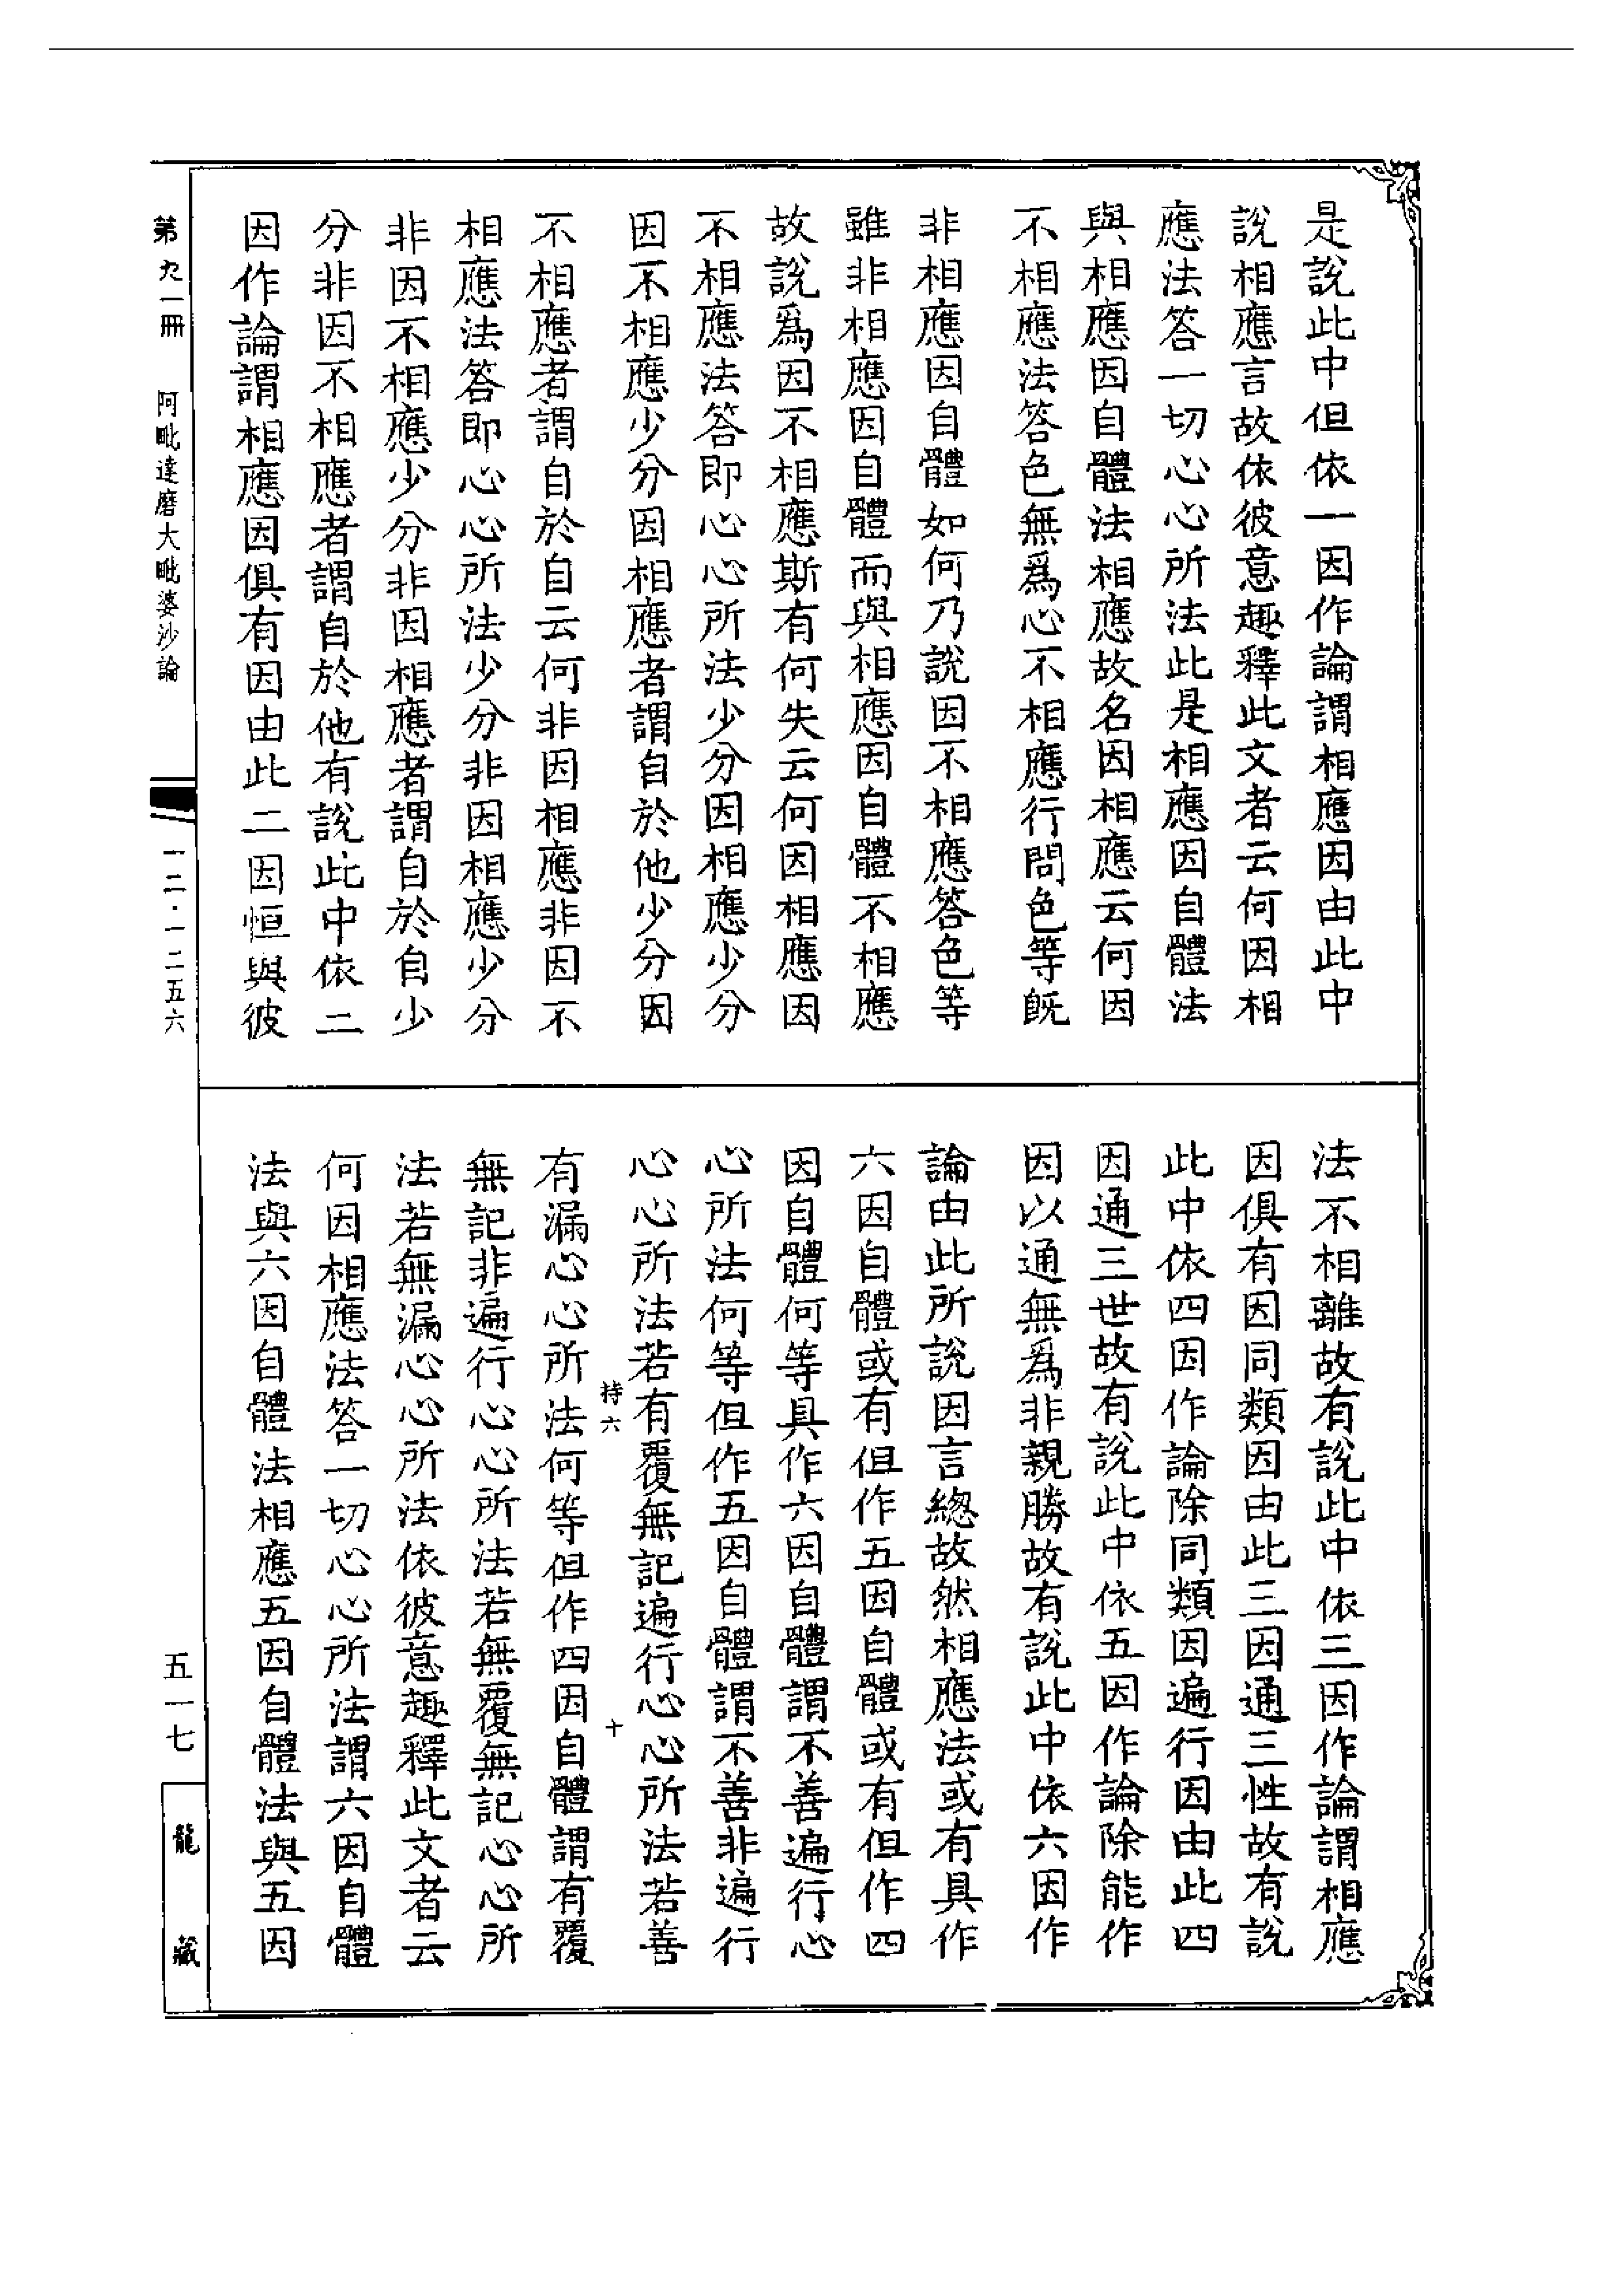 是說此中但依一因作論謂相應因由此中
說相應言故依彼意趣釋此文者云何因相
應法答一切心心所法此是相應因自體法
與相應因自體法相應故名因相應云何因
不相應法答色無爲心不相應行問色等旣
非相應因自體如何乃說因不相應答色等
雖非相應因自體而與相應因自體不相應
故說爲因不相應斯有何失云何因相應因
不相應法答即心心所法少分因相應少分
因不相應少分因相應者謂自於他少分因
不相應者謂自於自云何非因相應非因不
相應法答即心心所法少分非因相應少分
非因不相應少分非因相應者謂自於自少
分非因不相應者謂自於他有說此中依二
因作論謂相應因俱有因由此二因恒與彼
法不相離故有說此中依三因作論謂相應
因俱有因同類因由此三因通三性故有說
此中依四因作論除同類因遍行因由此四
因通三世故有說此中依五因作論除能作
因以通無爲非親勝故有說此中依六因作
論由此所說因言總故然相應法或有具作
六因自體或有但作五因自體或有但作四
因自體何等具作六因自體謂不善遍行心
心所法何等但作五因自體謂不善非遍行
心心所法若有覆無記遍行心心所法若善
有漏心心所法何等但作四因自體謂有覆
無記非遍行心心所法若無覆無記心心所
法若無漏心心所法依彼意趣釋此文者云
何因相應法答一切心心所法謂六因自體
法與六因自體法相應五因自體法與五因
持六
十
第九一冊
阿毗達磨大毗婆沙論
一二·一二五六
五一七
龍藏